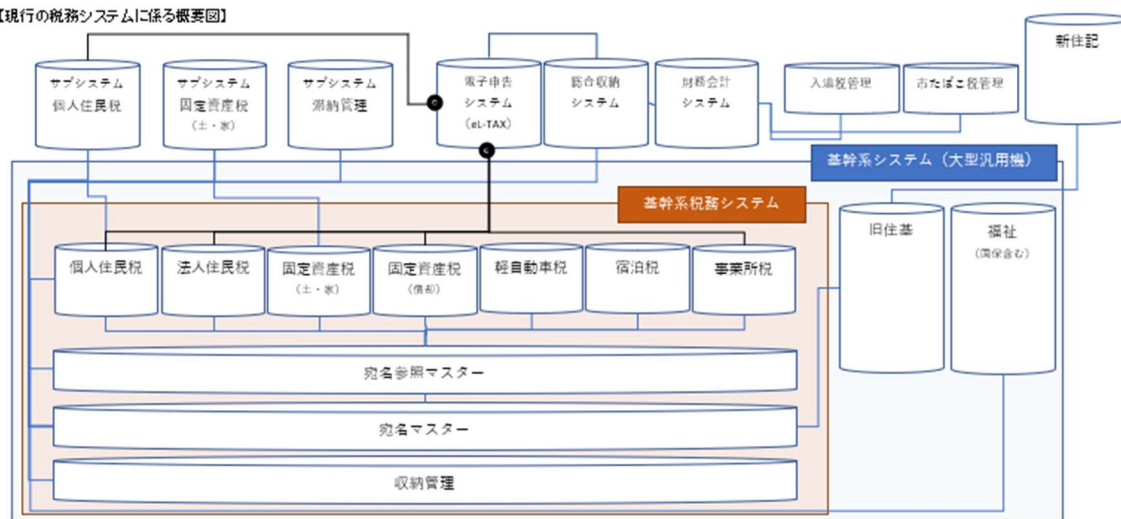 【現行の税務システムに係る概要図】
新住記
サブシステム
個人住民税
サブシステム
固定資産税
（土・家）
サブシステム
滞納管理
電子申告
システム
（eL-TAX）
総合収納
システム
財務会計
システム
入湯税管理
市たばこ税管理
基幹系システム（大型汎用機）
基幹系税務システム
個人住民税
法人住民税
固定資産税
（土・家）
固定資産税
（償却）
軽自動車税
宿泊税
事業所税
旧住基
福祉
（国保含む）
宛名参照マスター
宛名マスター
収納管理